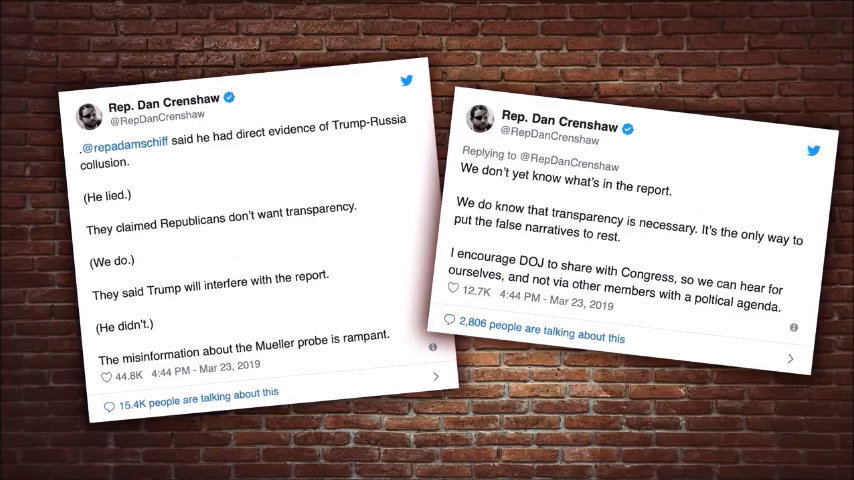 Rep. Dan Crenshaw
@RepDanCrenshaw
.@repadamschiff said he had direct evidence of Trump-Russia
collusion.
(He lied.)
They claimed Republicans don't want transparency.
(We do.)
They said Trump will interfere with the report.
(He didn't.)
The misinformation about the Mueller probe is rampant.
44.8K 4:44 PM - Mar 23, 2019
15.4K people are talking about this
Rep. Dan Crenshaw
@RepDanCrenshaw
Replying to @RepDanCrenshaw
We don't yet know what's in the report.
We do know that transparency is necessary. It's the only way to
put the false narratives to rest.
I encourage DOJ to share with Congress, so we can hear for
ourselves, and not via other members with a poltical agenda.
12.7K 4:44 PM - Mar 23, 2019
2,806 people are talking about this